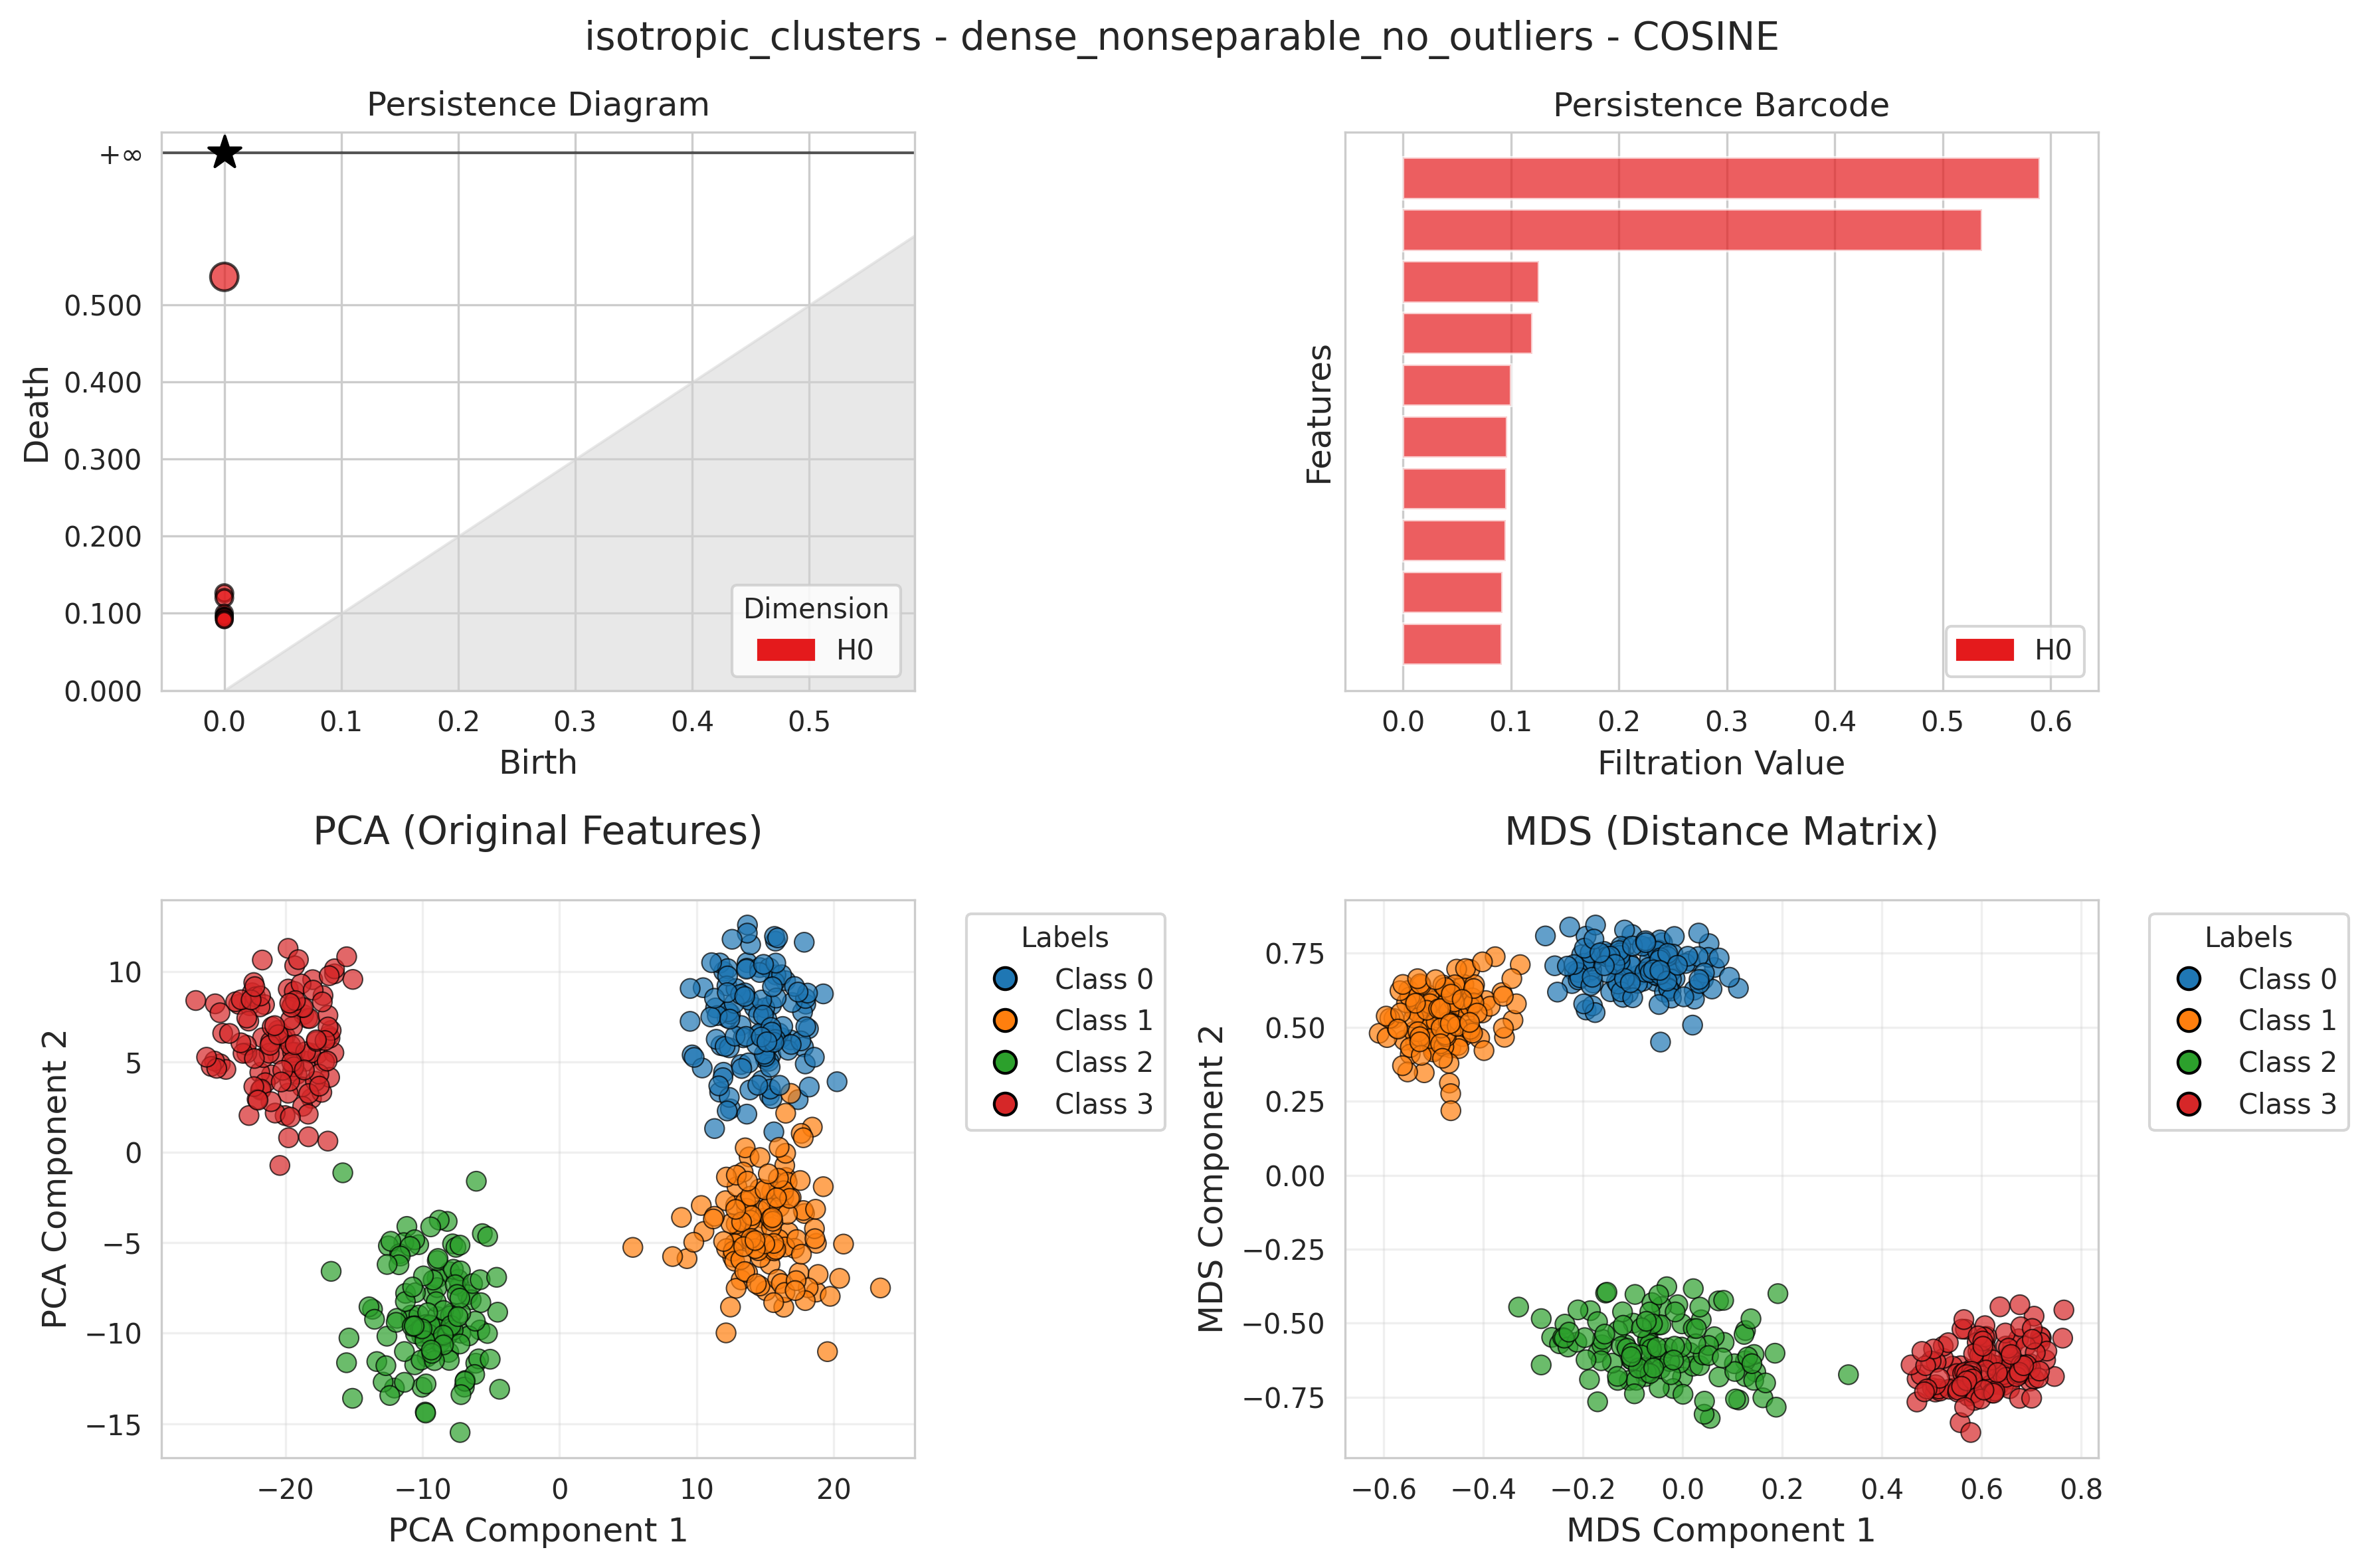 isotropic_clusters - dense_nonseparable_no_outliers - COSINE
Persistence Diagram
+∞
0.500
0.400
0.300
0.200
0.100
0.000
Death
0.0 0.1 0.2 0.3 0.4 0.5
Birth
Dimension
H0
Persistence Barcode
Features
0.0 0.1 0.2 0.3 0.4 0.5 0.6
Filtration Value
H0
PCA (Original Features)
10
5
0
−5
−10
−15
PCA Component 2
−20 −10 0 10 20
PCA Component 1
Labels
Class 0
Class 1
Class 2
Class 3
MDS (Distance Matrix)
0.75
0.50
0.25
0.00
−0.25
−0.50
−0.75
MDS Component 2
−0.6 −0.4 −0.2 0.0 0.2 0.4 0.6 0.8
MDS Component 1
Labels
Class 0
Class 1
Class 2
Class 3